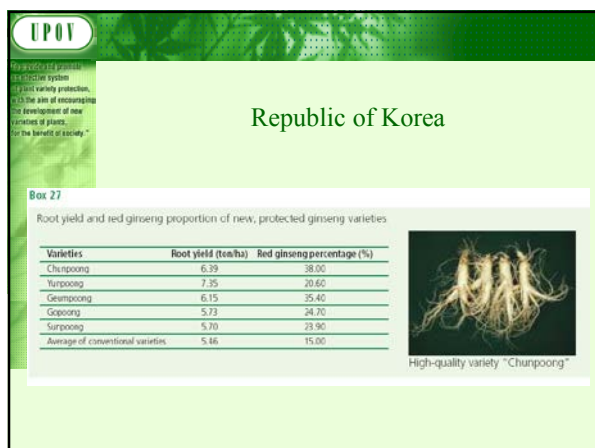 UPOV
"To provide and promote
an effective system
of plant variety protection,
with the aim of encouraging
the development of new
varieties of plants,
for the benefit of society."
Republic of Korea
Box 27
Root yield and red ginseng proportion of new, protected ginseng varieties
Varieties Root yield (ton/ha) Red ginseng percentage (%)
Chunpoong 6.39 38.00
Yunpoong 7.35 20.60
Geumpoong 6.15 35.40
Gopoong 5.73 24.70
Sunpoong 5.70 23.90
Average of conventional varieties 5.46 15.00
High-quality variety "Chunpoong"